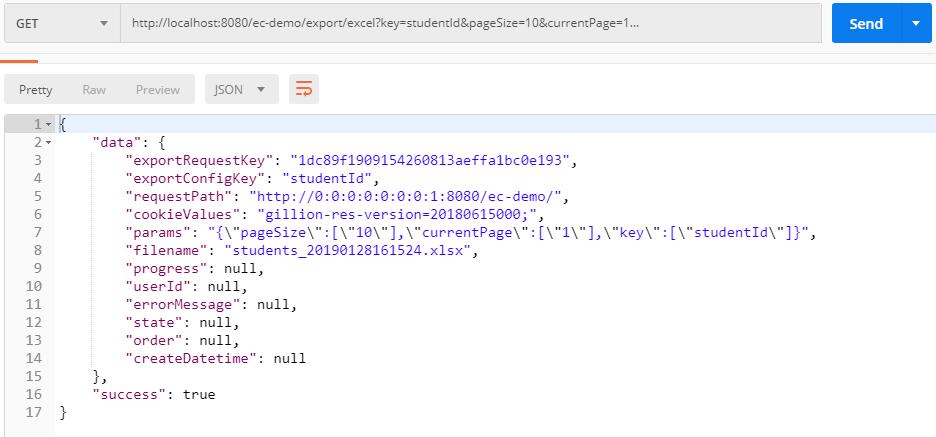 GET http://localhost:8080/ec-demo/export/excel?key=studentId&pageSize=10&currentPage=1... Send
Pretty Raw Preview JSON
1 {
2 "data": {
3 "exportRequestKey": "1dc89f1909154260813aeffa1bc0e193",
4 "exportConfigKey": "studentId",
5 "requestPath": "http://0:0:0:0:0:0:0:1:8080/ec-demo/",
6 "cookieValues": "gillion-res-version=20180615000;",
7 "params": "{\"pageSize\":[\"10\"],\"currentPage\":[\"1\"],\"key\":[\"studentId\"]}",
8 "filename": "students_20190128161524.xlsx",
9 "progress": null,
10 "userId": null,
11 "errorMessage": null,
12 "state": null,
13 "order": null,
14 "createDatetime": null
15 },
16 "success": true
17 }